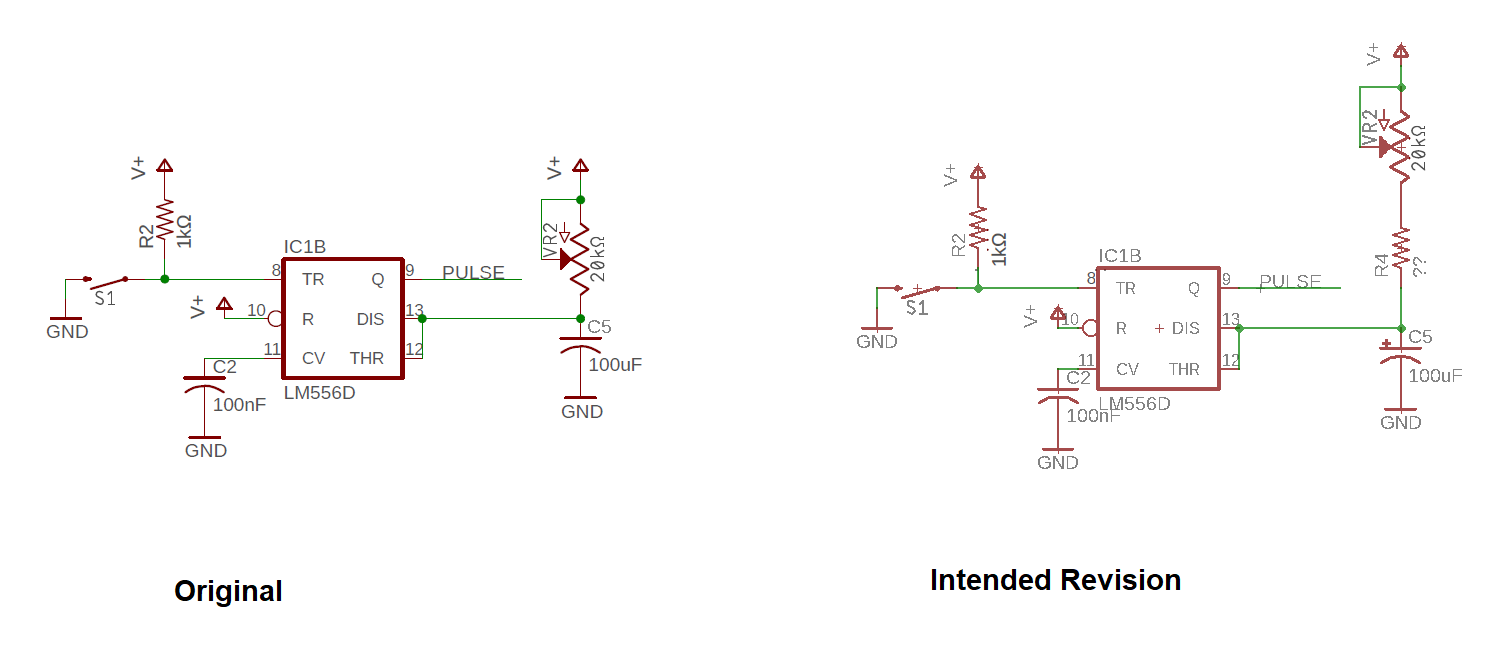 V+
R2
1kΩ
S1
GND
IC1B
8
TR
Q
9
PULSE
V+
10
R
DIS
13
11
CV
THR
12
LM556D
C2
100nF
GND
V+
VR2
20kΩ
C5
100uF
GND
Original
V+
VR2
20kΩ
R4
??
V+
R2
1kΩ
S1
GND
IC1B
8
TR
Q
9
PULSE
V+
10
R
+ DIS
13
11
CV
THR
12
LM556D
C2
100nF
GND
+
C5
100uF
GND
Intended Revision